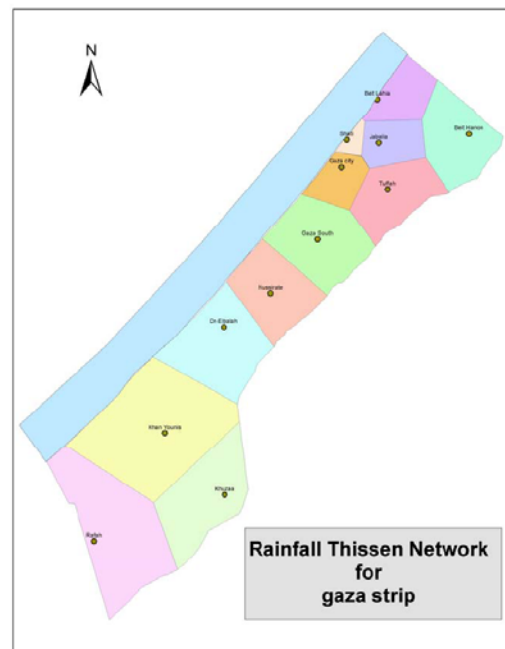 N
Beit Lahia
Shati
Jabalia
Beit Hanon
Gaza city
Tuffah
Gaza South
Nuseirate
Dr-Elbalah
Khan Younis
Khuzaa
Rafah
Rainfall Thissen Network
for
gaza strip